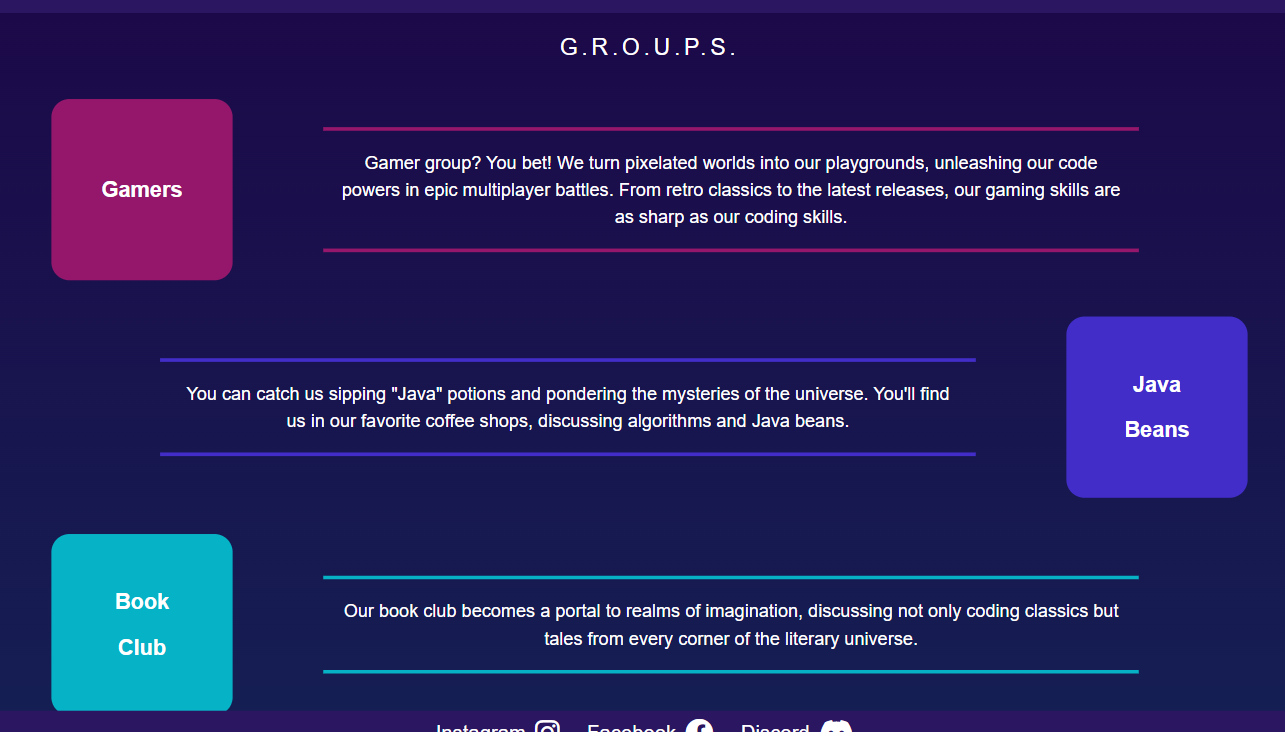 G.R.O.U.P.S.
Gamers
Gamer group? You bet! We turn pixelated worlds into our playgrounds, unleashing our code
powers in epic multiplayer battles. From retro classics to the latest releases, our gaming skills are
as sharp as our coding skills.
You can catch us sipping "Java" potions and pondering the mysteries of the universe. You'll find
us in our favorite coffee shops, discussing algorithms and Java beans.
Java
Beans
Book
Club
Our book club becomes a portal to realms of imagination, discussing not only coding classics but
tales from every corner of the literary universe.
Instagram Facebook Discord